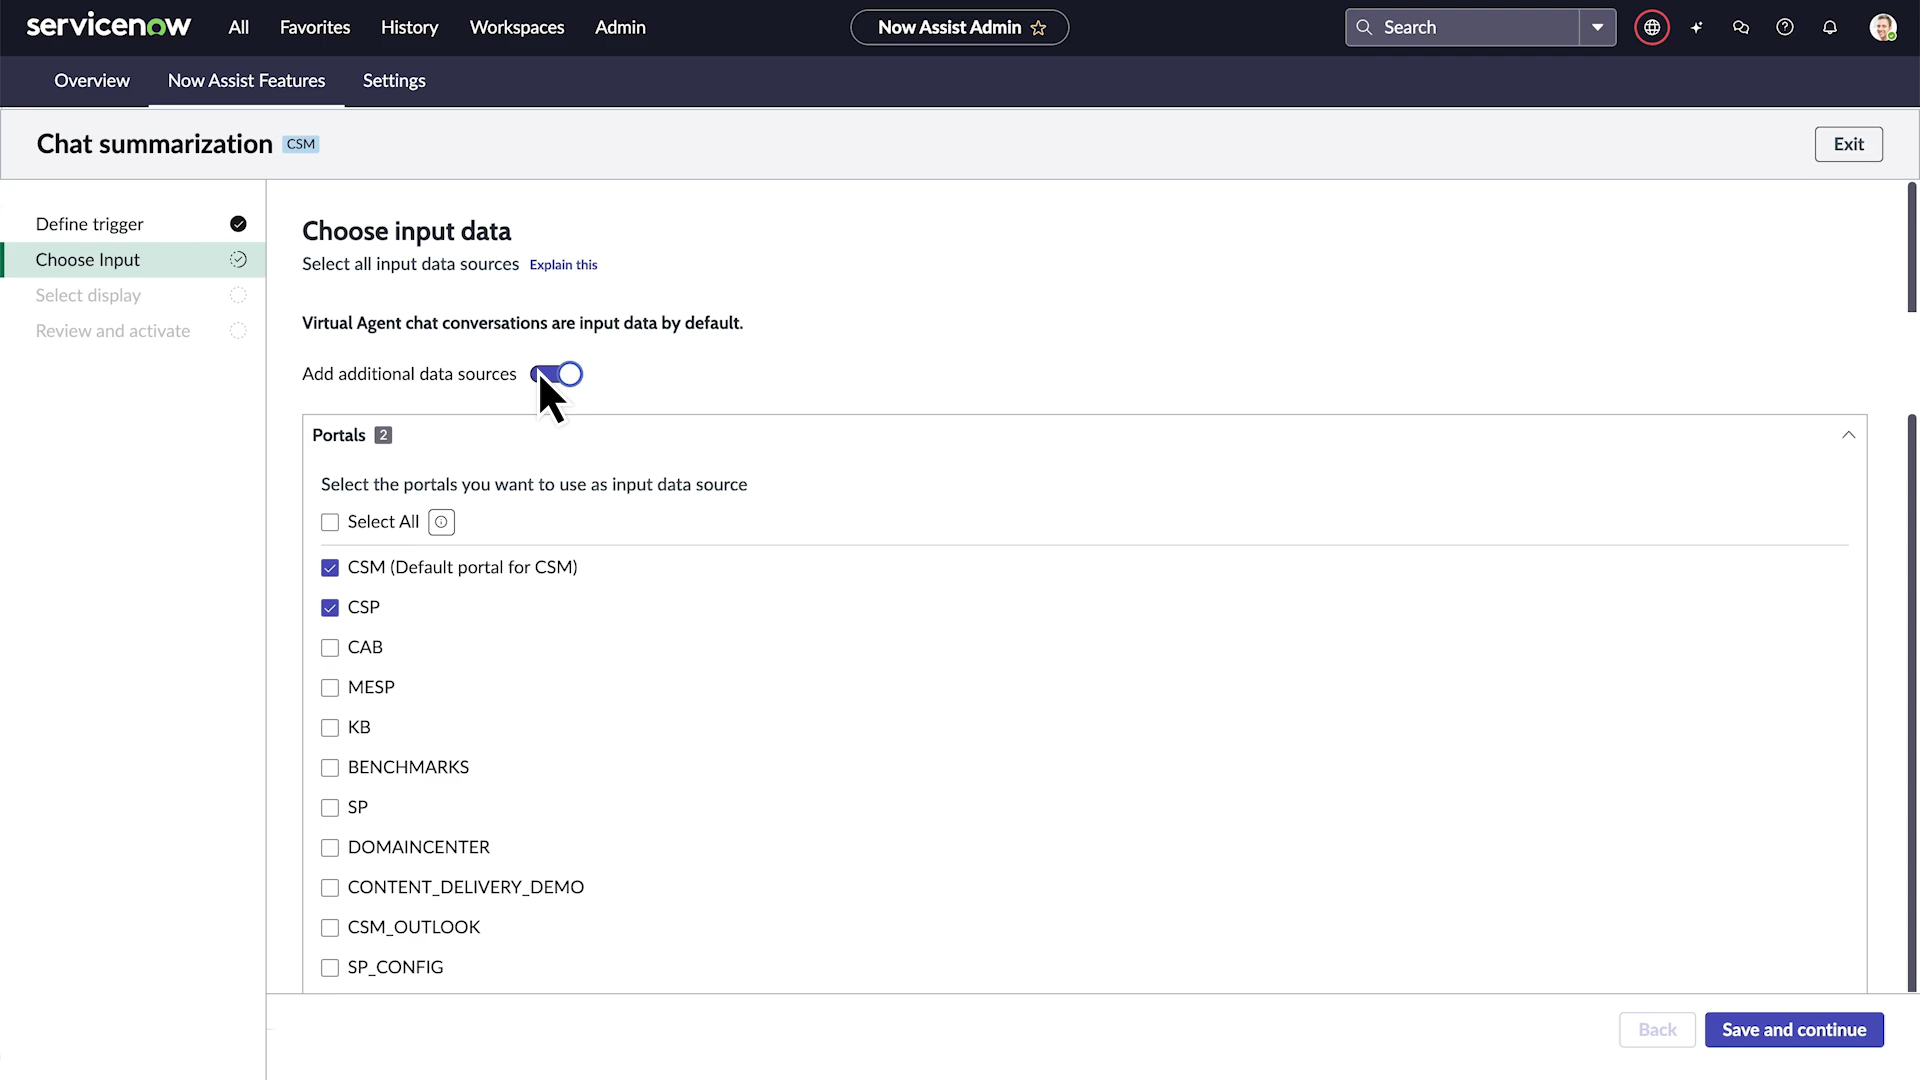 servicenow All Favorites History Workspaces Admin Now Assist Admin Search
Overview Now Assist Features Settings
Chat summarization CSM Exit
Define trigger
Choose Input
Select display
Review and activate
Choose input data
Select all input data sources Explain this
Virtual Agent chat conversations are input data by default.
Add additional data sources
Portals 2
Select the portals you want to use as input data source
Select All
CSM (Default portal for CSM)
CSP
CAB
MESP
KB
BENCHMARKS
SP
DOMAINCENTER
CONTENT_DELIVERY_DEMO
CSM_OUTLOOK
SP_CONFIG
Back Save and continue